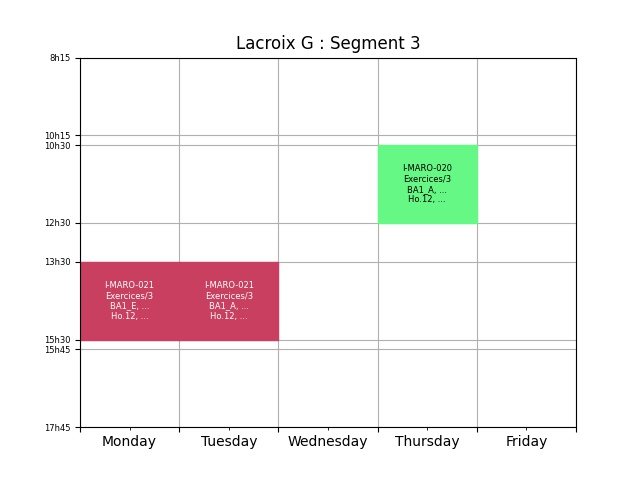 Lacroix G : Segment 3
8h15
10h15
10h30
I-MARO-020
Exercices/3
BA1_A, ...
Ho.12, ...
12h30
13h30
I-MARO-021
Exercices/3
BA1_E, ...
Ho.12, ...
I-MARO-021
Exercices/3
BA1_A, ...
Ho.12, ...
15h30
15h45
17h45
Monday Tuesday Wednesday Thursday Friday